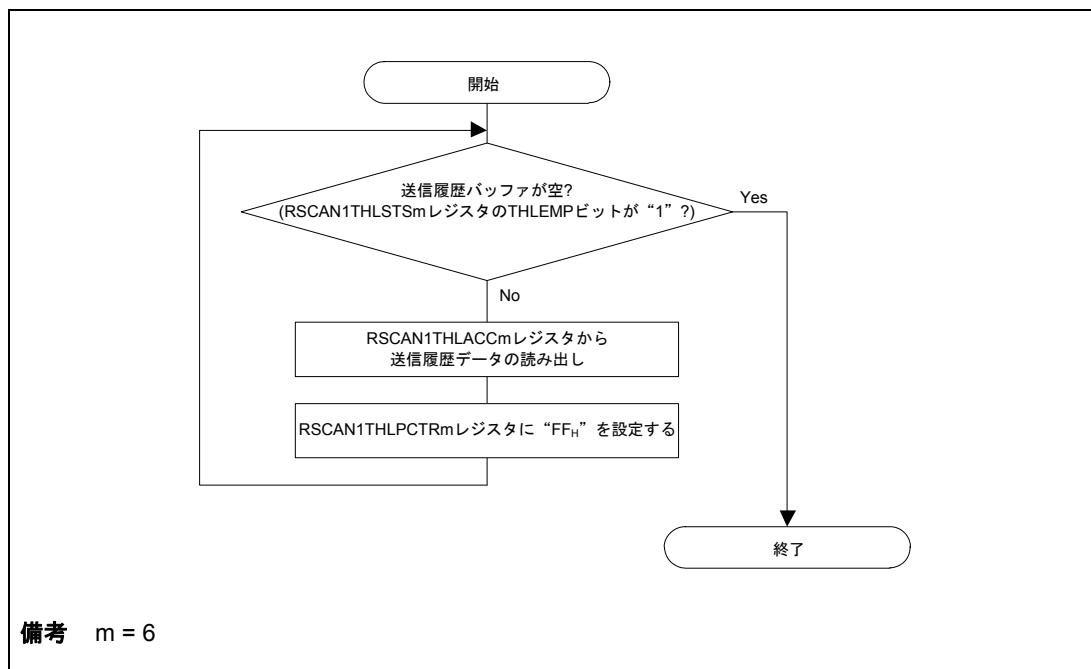 開始
送信履歴バッファが空?
(RSCAN1THLSTSmレジスタのTHLEMPビットが“1”?)
Yes
No
RSCAN1THLACCmレジスタから
送信履歴データの読み出し
RSCAN1THLPCTRmレジスタに“FFH”を設定する
終了
備考 m = 6